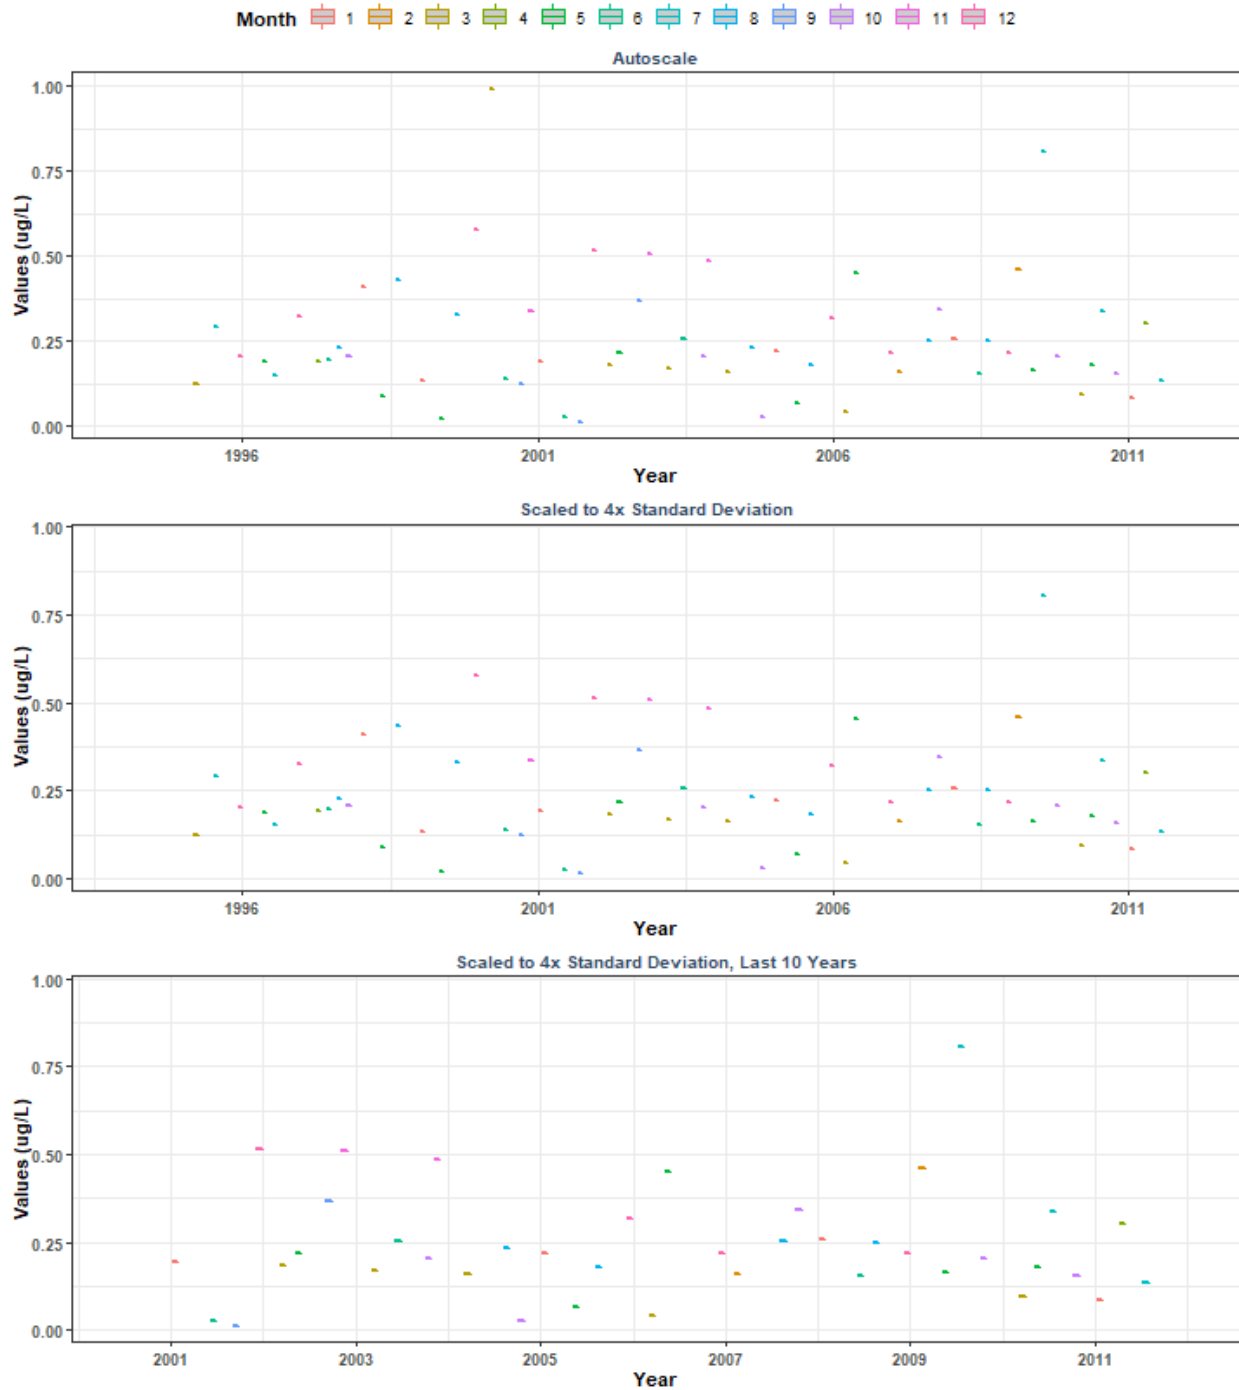 Month 1 2 3 4 5 6 7 8 9 10 11 12
Autoscale
1.00
0.75
0.50
0.25
0.00
Values (ug/L)
1996 2001 2006 2011
Year
Scaled to 4x Standard Deviation
1.00
0.75
0.50
0.25
0.00
Values (ug/L)
1996 2001 2006 2011
Year
Scaled to 4x Standard Deviation, Last 10 Years
1.00
0.75
0.50
0.25
0.00
Values (ug/L)
2001 2003 2005 2007 2009 2011
Year